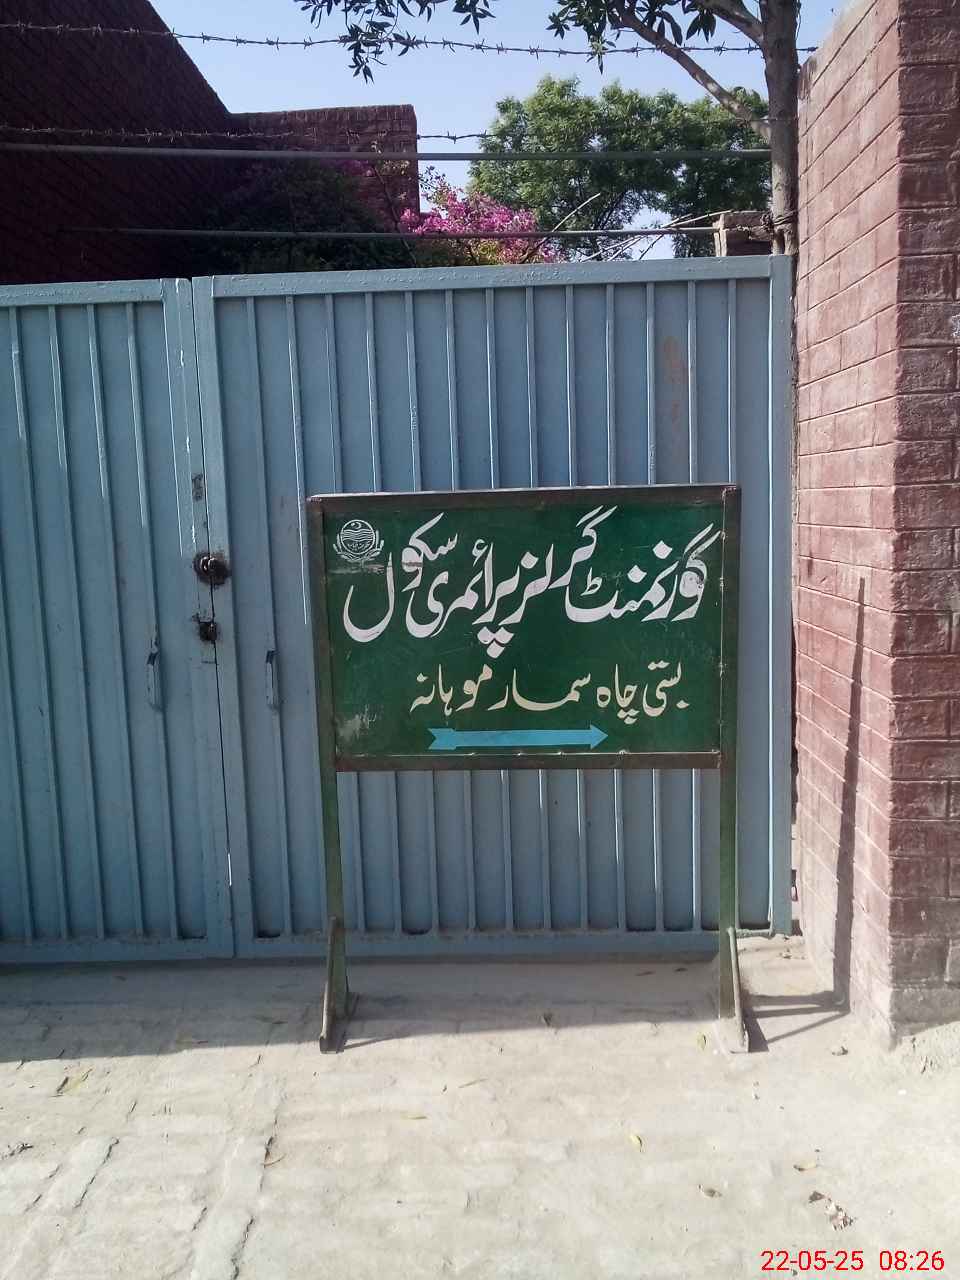 گورنمنٹ گرلز پرائمری سکول
بستی چاہ سمار موہانہ
22-05-25 08:26